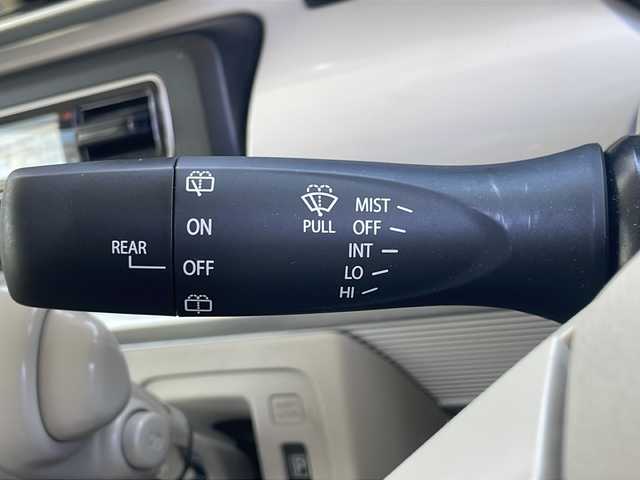 REAR
ON
OFF
PULL
MIST
OFF
INT
LO
HI
P